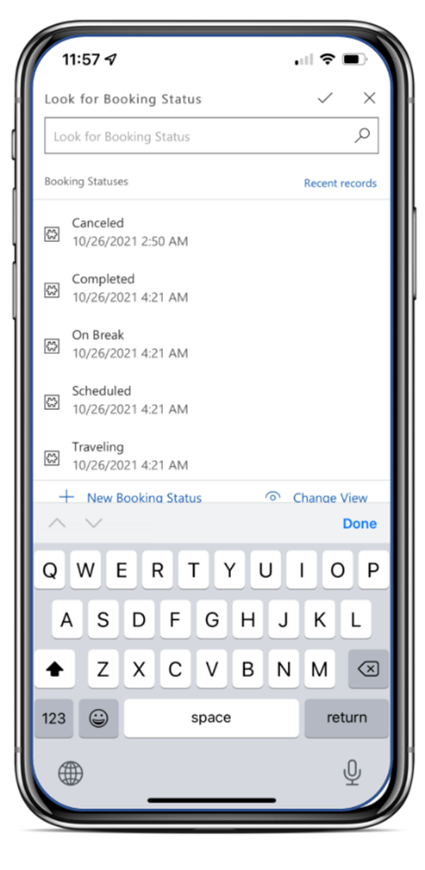 11:57
Look for Booking Status
Look for Booking Status
Booking Statuses
Recent records
Canceled
10/26/2021 2:50 AM
Completed
10/26/2021 4:21 AM
On Break
10/26/2021 4:21 AM
Scheduled
10/26/2021 4:21 AM
Traveling
10/26/2021 4:21 AM
New Booking Status
Change View
Done
Q W E R T Y U I O P
A S D F G H J K L
Z X C V B N M
123 space return